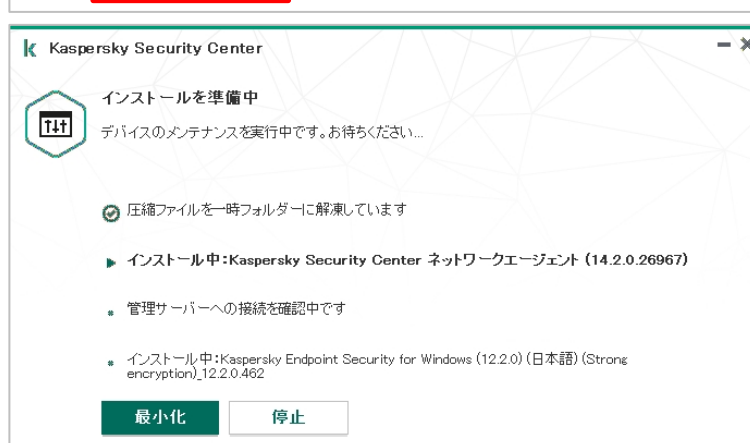 Kaspersky Security Center
インストールを準備中
デバイスのメンテナンスを実行中です。お待ちください...
圧縮ファイルを一時フォルダーに解凍しています
インストール中:Kaspersky Security Center ネットワークエージェント (14.2.0.26967)
管理サーバーへの接続を確認中です
インストール中:Kaspersky Endpoint Security for Windows (12.2.0) (日本語) (Strong
encryption)_12.2.0.462
最小化 停止